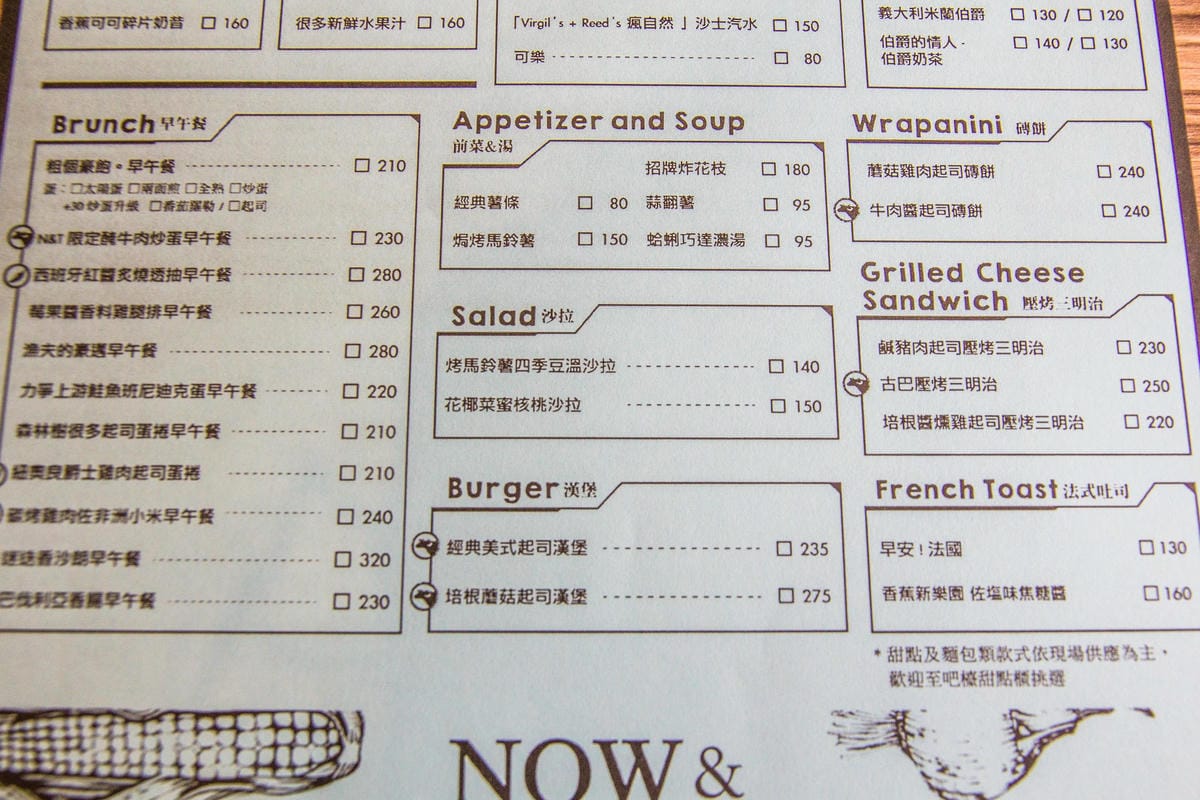 香蕉可可碎片奶昔 □ 160
很多新鮮水果汁 □ 160
「Virgil's + Reed's 瘋自然 」沙士汽水 □ 150
可樂 □ 80
義大利米蘭伯爵 □ 130 / □ 120
伯爵的情人· □ 140 / □ 130
伯爵奶茶
Brunch 早午餐
粗個豪飽。早午餐 □ 210
蛋：□太陽蛋 □兩面煎 □全熟 □炒蛋
+30 炒蛋升級 □番茄羅勒 / □起司
N&T 限定醃牛肉炒蛋早午餐 □ 230
西班牙紅醬炙燒透抽早午餐 □ 280
莓果醬香料雞腿排早午餐 □ 260
漁夫的豪邁早午餐 □ 280
力爭上游鮭魚班尼迪克蛋早午餐 □ 220
森林樹很多起司蛋捲早午餐 □ 210
紐奧良爵士雞肉起司蛋捲 □ 210
烤雞肉佐非洲小米早午餐 □ 240
迷迭香沙朗早午餐 □ 320
巴伐利亞香腸早午餐 □ 230
Appetizer and Soup
前菜&湯
招牌炸花枝 □ 180
經典薯條 □ 80 蒜翻薯 □ 95
焗烤馬鈴薯 □ 150 蛤蜊巧達濃湯 □ 95
Salad 沙拉
烤馬鈴薯四季豆溫沙拉 □ 140
花椰菜蜜核桃沙拉 □ 150
Burger 漢堡
經典美式起司漢堡 □ 235
培根蘑菇起司漢堡 □ 275
Wrapanini 磚餅
蘑菇雞肉起司磚餅 □ 240
牛肉醬起司磚餅 □ 240
Grilled Cheese
Sandwich 壓烤三明治
鹹豬肉起司壓烤三明治 □ 230
古巴壓烤三明治 □ 250
培根醬燻雞起司壓烤三明治 □ 220
French Toast 法式吐司
早安！法國 □ 130
香蕉新樂園 佐塩味焦糖醬 □ 160
* 甜點及麵包類款式依現場供應為主，
歡迎至吧檯甜點櫃挑選
NOW &